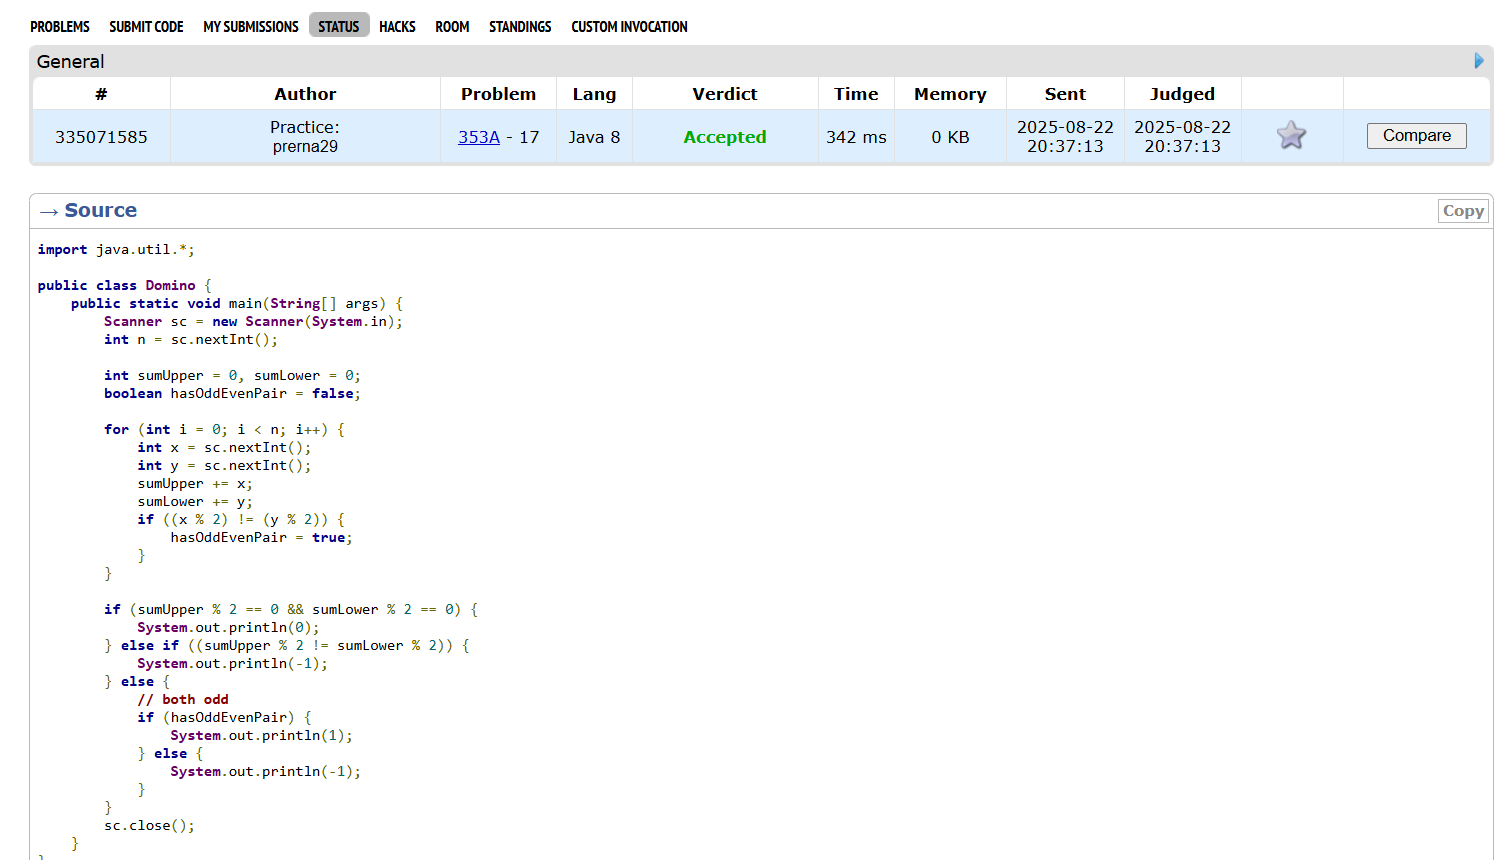 PROBLEMS SUBMIT CODE MY SUBMISSIONS STATUS HACKS ROOM STANDINGS CUSTOM INVOCATION
General
# Author Problem Lang Verdict Time Memory Sent Judged
335071585 Practice: prerna29 353A - 17 Java 8 Accepted 342 ms 0 KB 2025-08-22 20:37:13 2025-08-22 20:37:13 Compare
→ Source Copy
import java.util.*;
public class Domino {
    public static void main(String[] args) {
        Scanner sc = new Scanner(System.in);
        int n = sc.nextInt();
        int sumUpper = 0, sumLower = 0;
        boolean hasOddEvenPair = false;
        for (int i = 0; i < n; i++) {
            int x = sc.nextInt();
            int y = sc.nextInt();
            sumUpper += x;
            sumLower += y;
            if ((x % 2) != (y % 2)) {
                hasOddEvenPair = true;
            }
        }
        if (sumUpper % 2 == 0 && sumLower % 2 == 0) {
            System.out.println(0);
        } else if ((sumUpper % 2 != sumLower % 2)) {
            System.out.println(-1);
        } else {
            // both odd
            if (hasOddEvenPair) {
                System.out.println(1);
            } else {
                System.out.println(-1);
            }
        }
        sc.close();
    }
}